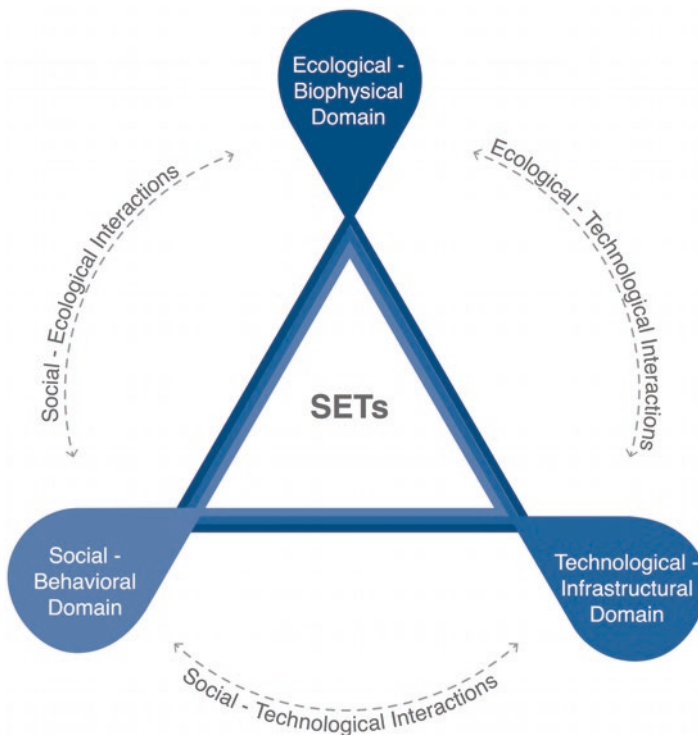 Ecological -
Biophysical
Domain
Social - Ecological Interactions
Ecological - Technological Interactions
SETs
Social -
Behavioral
Domain
Technological -
Infrastructural
Domain
Social - Technological Interactions